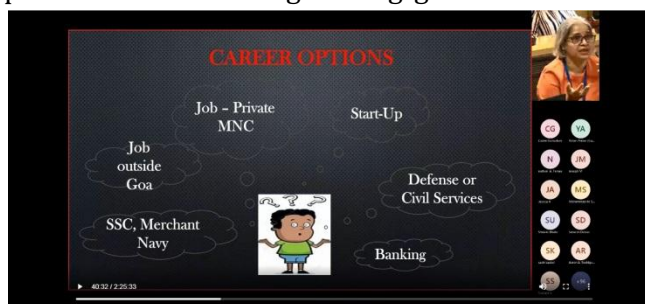 CAREER OPTIONS
Job – Private
MNC
Start-Up
Job
outside
Goa
Defense or
Civil Services
SSC, Merchant
Navy
Banking
? ? ?
CG YA
N JM
JA MS
SU SD
SK AR
SS
40:32 / 2:25:33